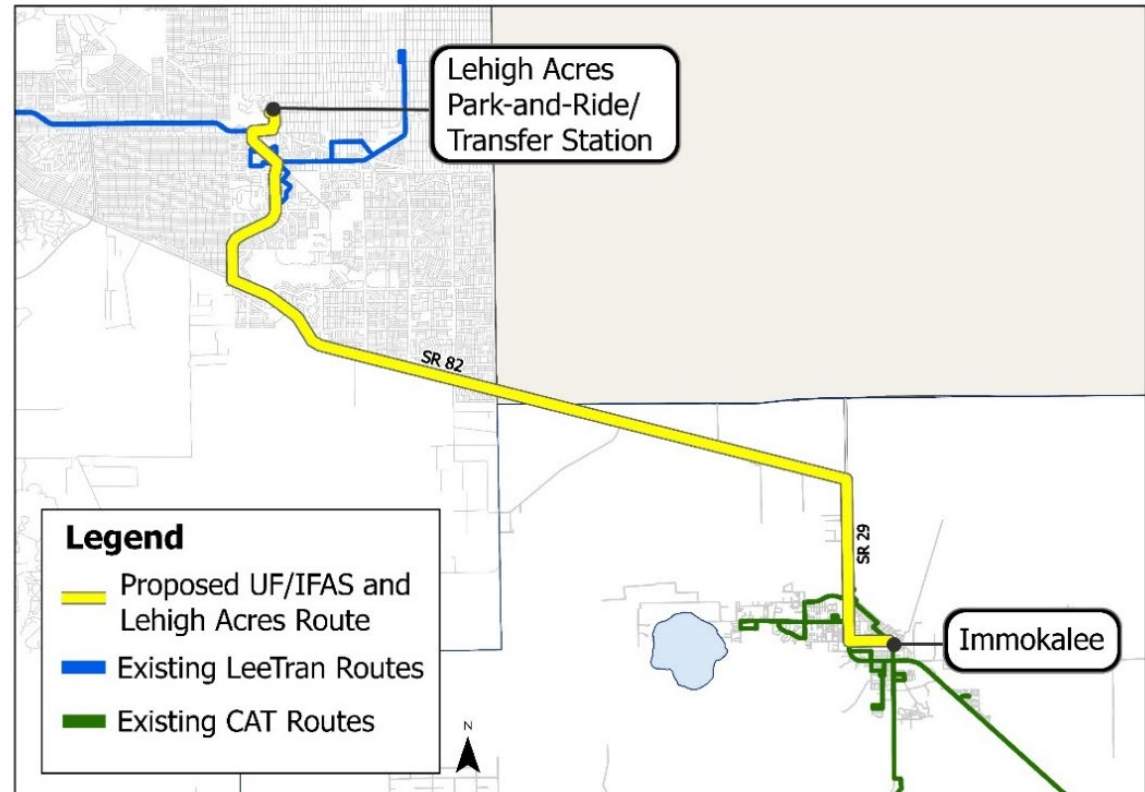 Lehigh Acres
Park-and-Ride/
Transfer Station
SR 82
SR 29
Immokalee
Legend
Proposed UF/IFAS and
Lehigh Acres Route
Existing LeeTran Routes
Existing CAT Routes
N